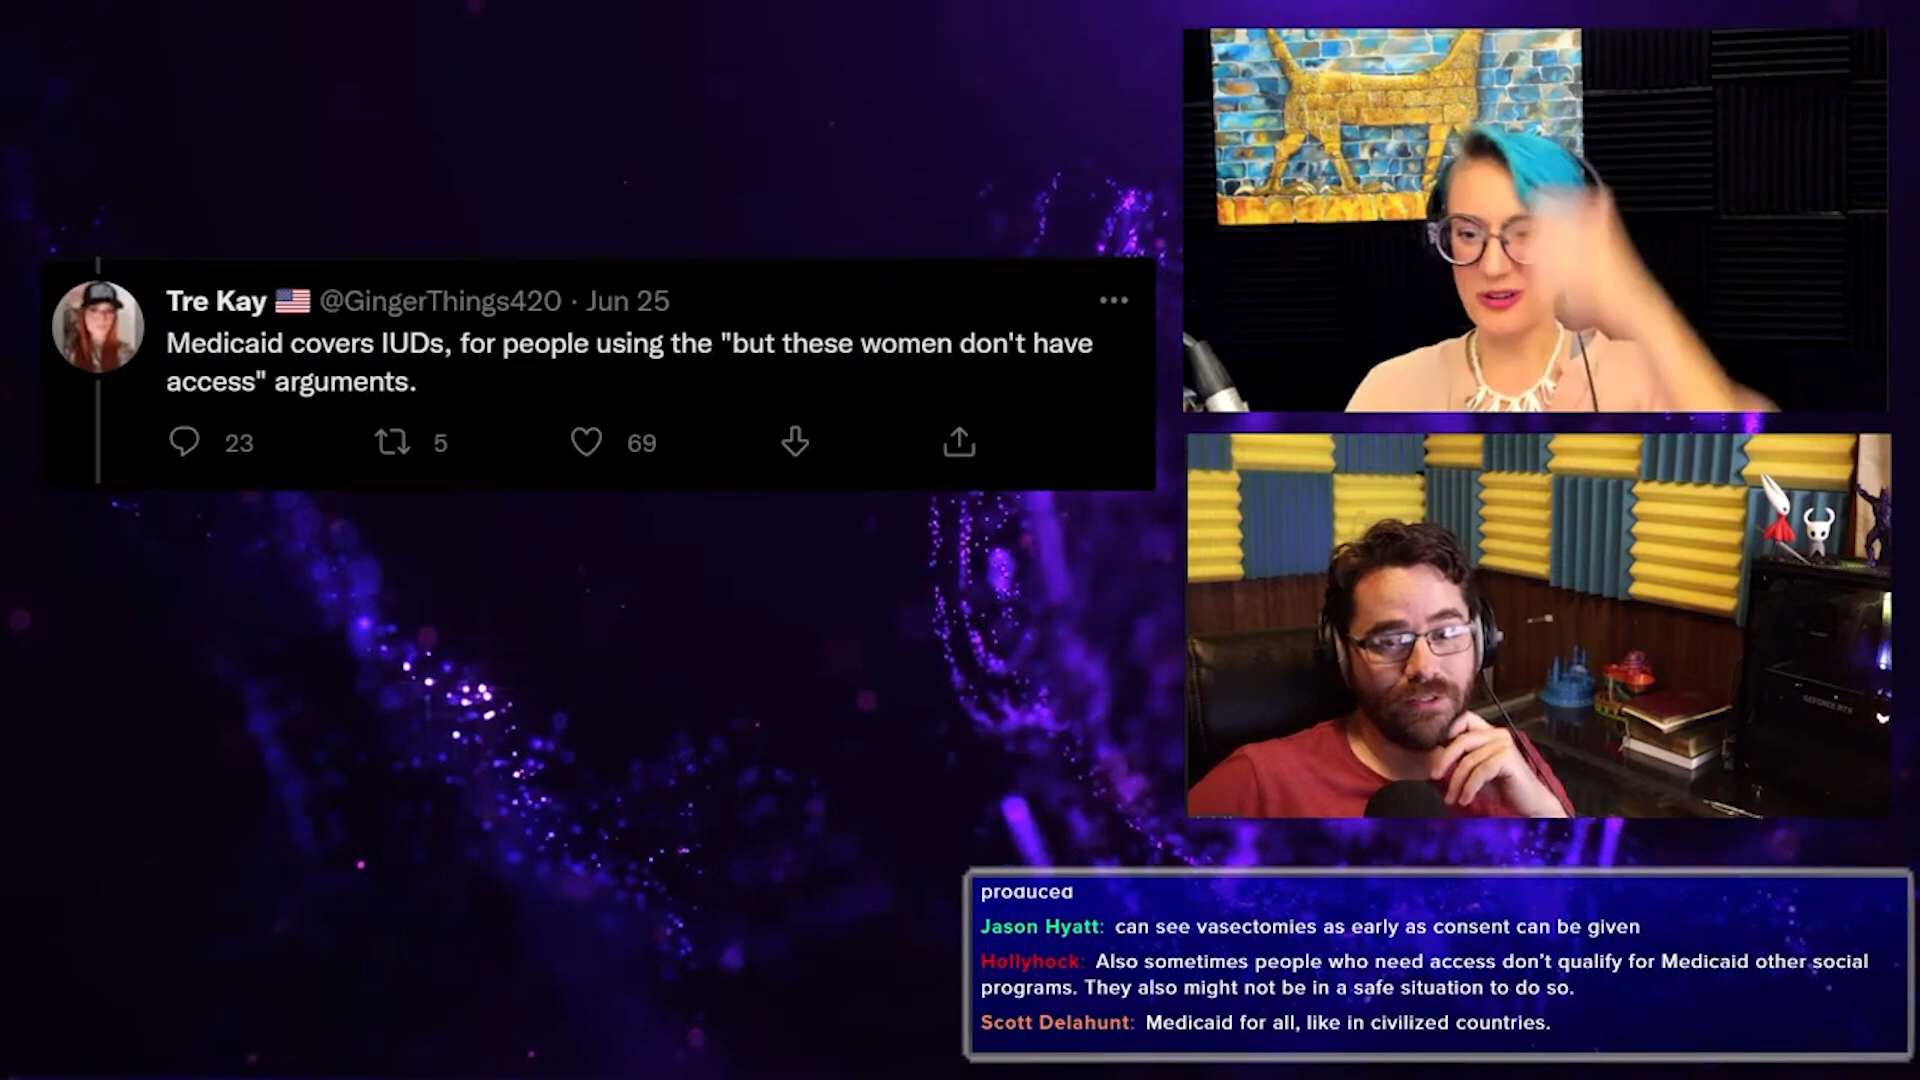 Tre Kay 🇺🇸 @GingerThings420 · Jun 25
Medicaid covers IUDs, for people using the "but these women don't have
access" arguments.
23 5 69
produced
Jason Hyatt: can see vasectomies as early as consent can be given
Hollyhock: Also sometimes people who need access don't qualify for Medicaid other social
programs. They also might not be in a safe situation to do so.
Scott Delahunt: Medicaid for all, like in civilized countries.
GEFORCE RTX